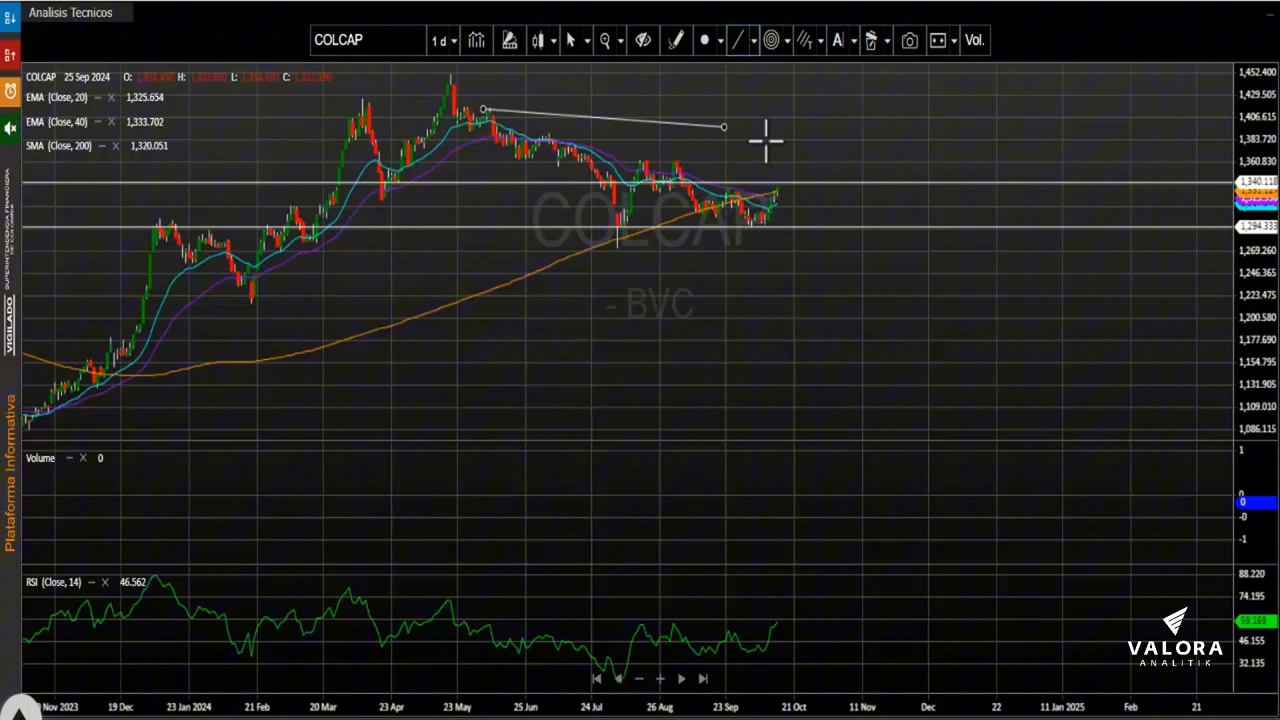 Analisis Tecnicos
COLCAP
1 d
A
Vol.
COLCAP 25 Sep 2024 O: H: L: C:
EMA (Close, 20) − X 1,325.654
EMA (Close, 40) − X 1,333.702
SMA (Close, 200) − X 1,320.051
COLCAP
- BVC
1,452.400
1,429.505
1,406.615
1,383.720
1,360.830
1,340.118
1,294.333
1,269.260
1,246.365
1,223.475
1,200.580
1,177.690
1,154.795
1,131.905
1,109.010
1,086.115
Volume − X 0
1
0
0
-0
-1
RSI (Close, 14) − X 46.562
88.220
74.195
59.169
46.155
32.135
Nov 2023 19 Dec 23 Jan 2024 21 Feb 20 Mar 23 Apr 23 May 25 Jun 24 Jul 26 Aug 23 Sep 21 Oct 11 Nov 22 Dec 11 Jan 2025 Feb 21
SUPERINTENDENCIA FINANCIERA
DE COLOMBIA
VIGILADO
Plataforma Informativa
VALORA
ANALITIK